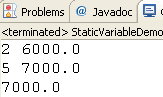 Problems @ Javadoc
<terminated> StaticVariableDemo
2 6000.0
5 7000.0
7000.0